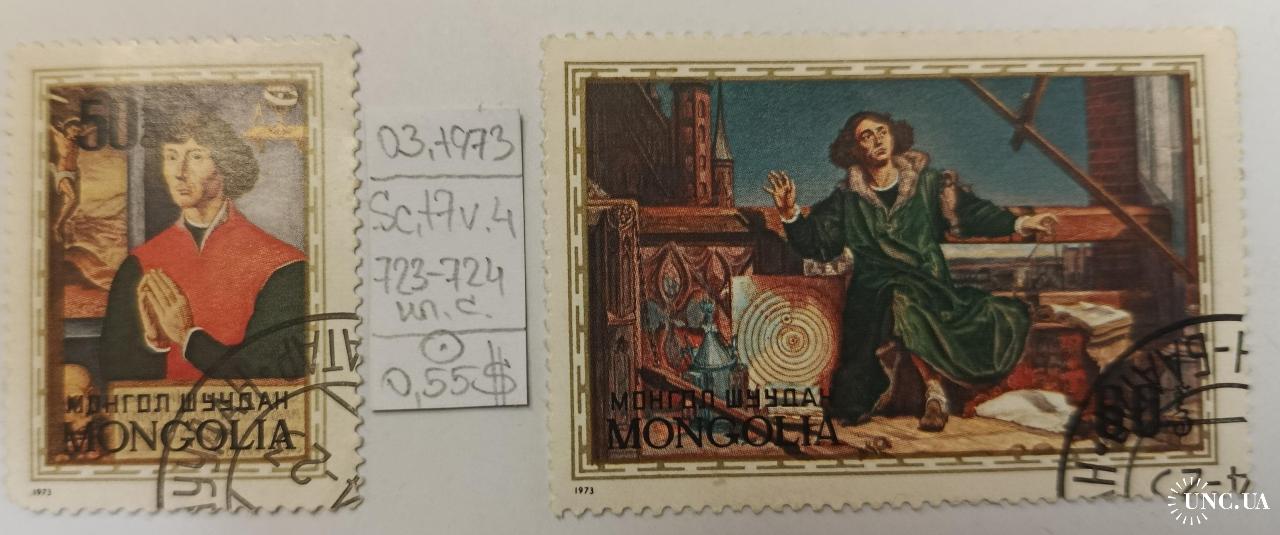 50
МОНГОЛ ШУУДАН
MONGOLIA
1973
03.1973
Sc.17v.4
723-724
ил.с.
0,55$
МОНГОЛ ШУУДАН
MONGOLIA
1973
UNC.UA